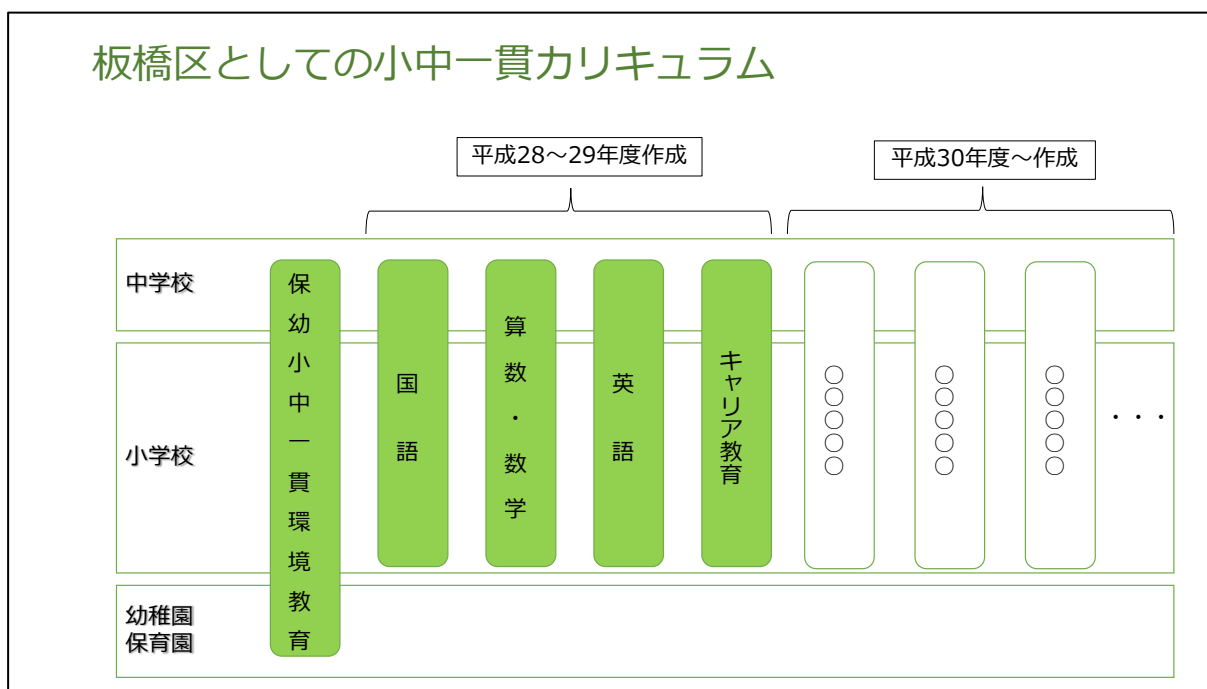 板橋区としての小中一貫カリキュラム
平成28～29年度作成
平成30年度～作成
中学校
小学校
幼稚園
保育園
保幼小中一貫環境教育
国語
算数・数学
英語
キャリア教育
○○○○○
○○○○○
○○○○○
・・・